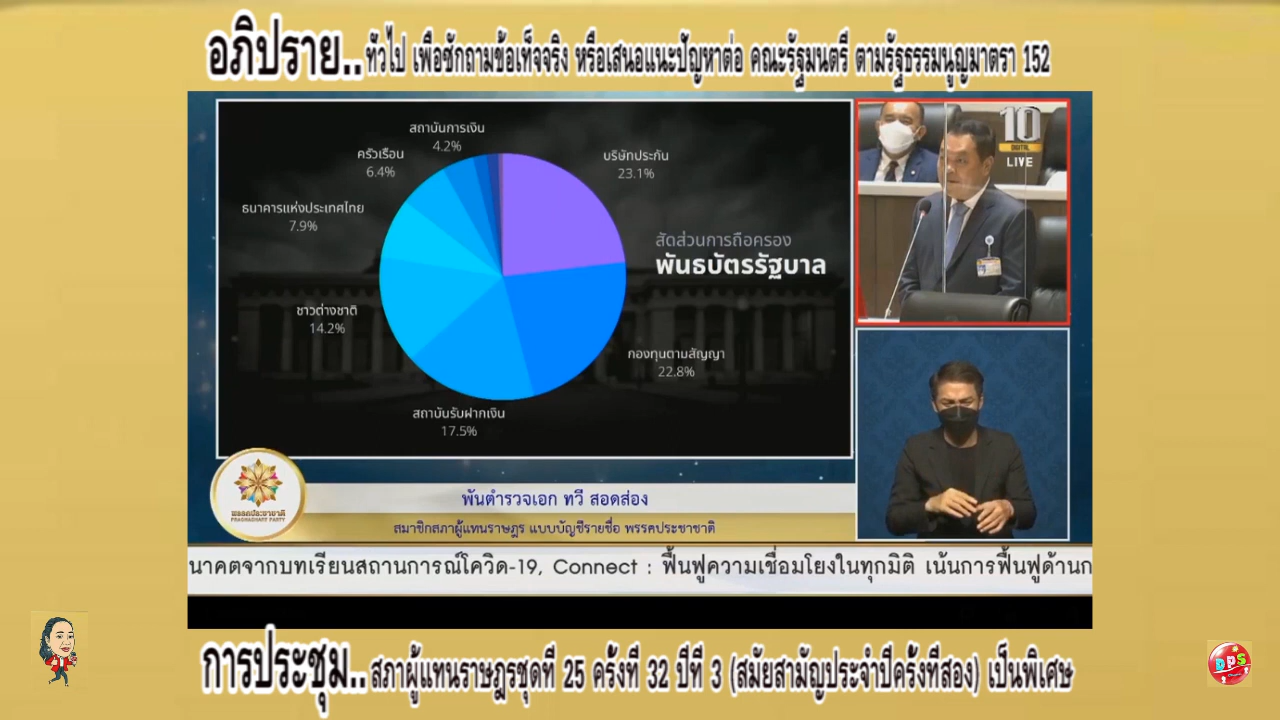 อภิปราย..ทั่วไป เพื่อซักถามข้อเท็จจริง หรือเสนอแนะปัญหาต่อ คณะรัฐมนตรี ตามรัฐธรรมนูญมาตรา 152
สถาบันการเงิน
4.2%
ครัวเรือน
6.4%
บริษัทประกัน
23.1%
ธนาคารแห่งประเทศไทย
7.9%
สัดส่วนการถือครอง
พันธบัตรรัฐบาล
ชาวต่างชาติ
14.2%
กองทุนตามสัญญา
22.8%
สถาบันรับฝากเงิน
17.5%
10
DIGITAL
LIVE
พรรคประชาชาติ
PRACHACHART PARTY
พันตำรวจเอก ทวี สอดส่อง
สมาชิกสภาผู้แทนราษฎร แบบบัญชีรายชื่อ พรรคประชาชาติ
นาคตจากบทเรียนสถานการณ์โควิด-19, Connect : ฟื้นฟูความเชื่อมโยงในทุกมิติ เน้นการฟื้นฟูด้านก
การประชุม..สภาผู้แทนราษฎรชุดที่ 25 ครั้งที่ 32 ปีที่ 3 (สมัยสามัญประจำปีครั้งที่สอง) เป็นพิเศษ
DPS